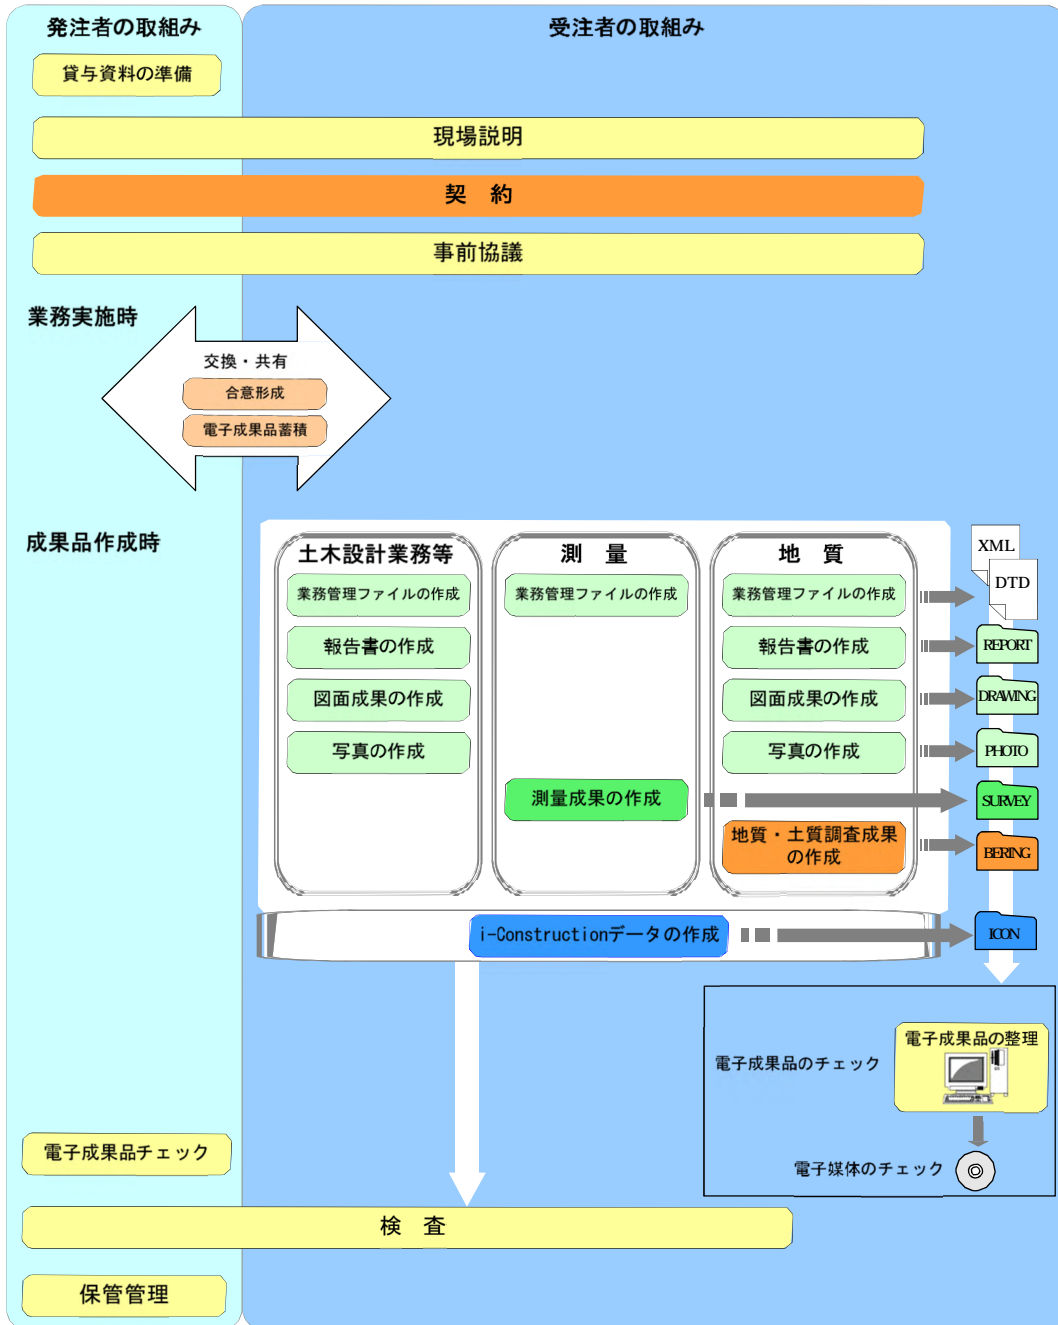 発注者の取組み
受注者の取組み
貸与資料の準備
現場説明
契　約
事前協議
業務実施時
交換・共有
合意形成
電子成果品蓄積
成果品作成時
土木設計業務等
業務管理ファイルの作成
報告書の作成
図面成果の作成
写真の作成
測　量
業務管理ファイルの作成
測量成果の作成
地　質
業務管理ファイルの作成
報告書の作成
図面成果の作成
写真の作成
地質・土質調査成果
の作成
XML
DTD
REPORT
DRAWING
PHOTO
SURVEY
BERING
i-Constructionデータの作成
ICON
電子成果品の整理
電子成果品のチェック
電子媒体のチェック
電子成果品チェック
検　査
保管管理